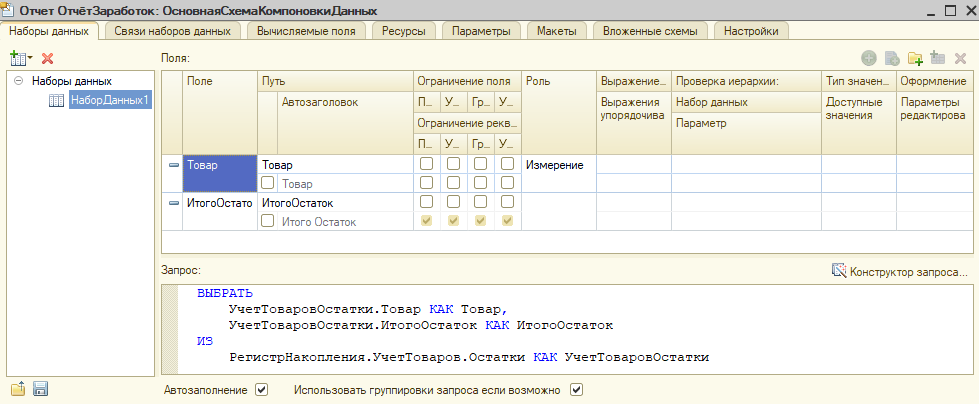 Отчет ОтчётЗаработок: ОсновнаяСхемаКомпоновкиДанных
Наборы данных Связи наборов данных Вычисляемые поля Ресурсы Параметры Макеты Вложенные схемы Настройки
Поля:
Наборы данных
НаборДанных1
Поле Путь Ограничение поля Роль Выражение... Проверка иерархии: Тип значен... Оформление
Автозаголовок П... У... Гр... У... Выражения упорядочива Набор данных Доступные значения Параметры редактирова
Ограничение рекв... Параметр
П... У... Гр... У...
Товар Товар Измерение
Товар
ИтогоОстато ИтогоОстаток
Итого Остаток
Запрос: Конструктор запроса...
ВЫБРАТЬ
УчетТоваровОстатки.Товар КАК Товар,
УчетТоваровОстатки.ИтогоОстаток КАК ИтогоОстаток
ИЗ
РегистрНакопления.УчетТоваров.Остатки КАК УчетТоваровОстатки
Автозаполнение Использовать группировки запроса если возможно